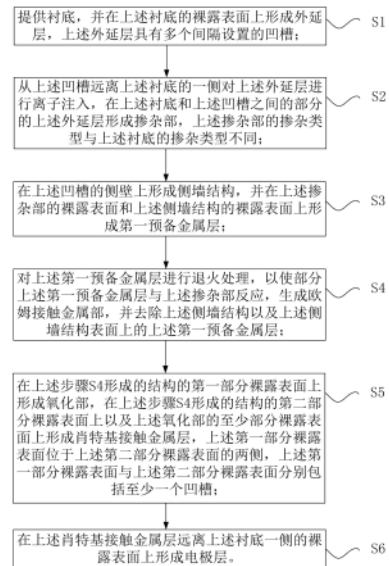 提供衬底，并在上述衬底的裸露表面上形成外延
层，上述外延层具有多个间隔设置的凹槽；
S1
从上述凹槽远离上述衬底的一侧对上述外延层进
行离子注入，在上述衬底和上述凹槽之间的部分
的上述外延层形成掺杂部，上述掺杂部的掺杂类
型与上述衬底的掺杂类型不同；
S2
在上述凹槽的侧壁上形成侧墙结构，并在上述掺
杂部的裸露表面和上述侧墙结构的裸露表面上形
成第一预备金属层；
S3
对上述第一预备金属层进行退火处理，以使部分
上述第一预备金属层与上述掺杂部反应，生成欧
姆接触金属部，并去除上述侧墙结构以及上述侧
墙结构表面上的上述第一预备金属层；
S4
在上述步骤S4形成的结构的第一部分裸露表面上
形成氧化部，在上述步骤S4形成的结构的第二部
分裸露表面上以及上述氧化部的至少部分裸露表
面上形成肖特基接触金属层，上述第一部分裸露
表面位于上述第二部分裸露表面的两侧，上述第
一部分裸露表面与上述第二部分裸露表面分别包
括至少一个凹槽；
S5
在上述肖特基接触金属层远离上述衬底一侧的裸
露表面上形成电极层。
S6